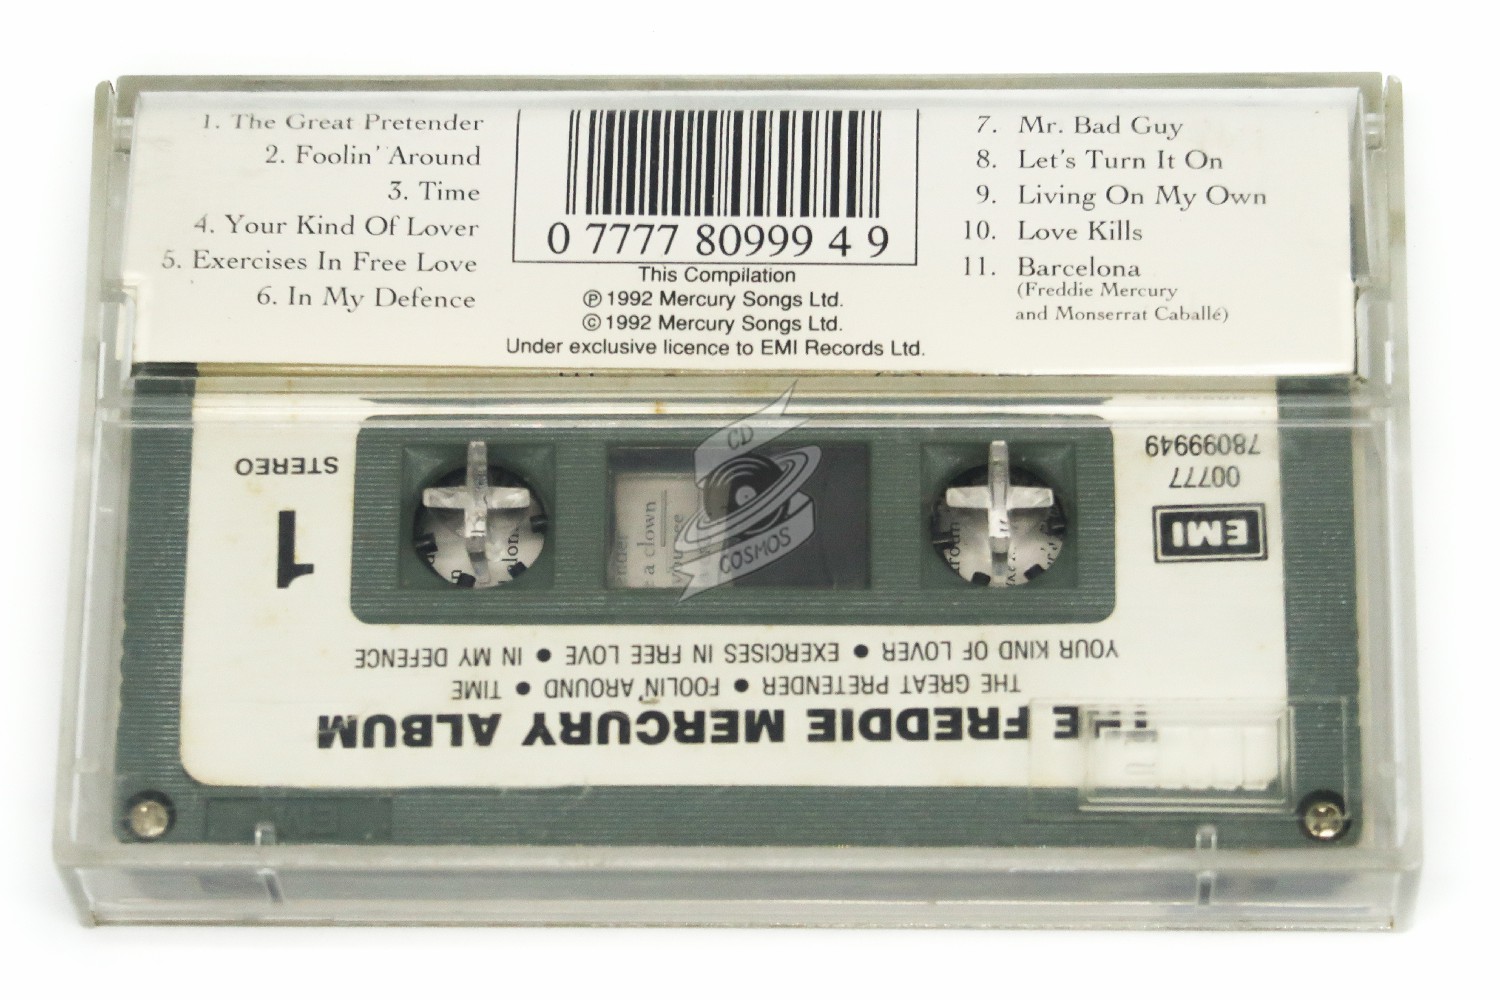 1. The Great Pretender
2. Foolin' Around
3. Time
4. Your Kind Of Lover
5. Exercises In Free Love
6. In My Defence
0 7777 80999 4 9
This Compilation
℗ 1992 Mercury Songs Ltd.
© 1992 Mercury Songs Ltd.
Under exclusive licence to EMI Records Ltd.
7. Mr. Bad Guy
8. Let's Turn It On
9. Living On My Own
10. Love Kills
11. Barcelona
(Freddie Mercury
and Monserrat Caballé)
CD
COSMOS
THE FREDDIE MERCURY ALBUM
THE GREAT PRETENDER • FOOLIN' AROUND • TIME
YOUR KIND OF LOVER • EXERCISES IN FREE LOVE • IN MY DEFENCE
EMI
00777
78099949
1
STEREO
a clown
EMI